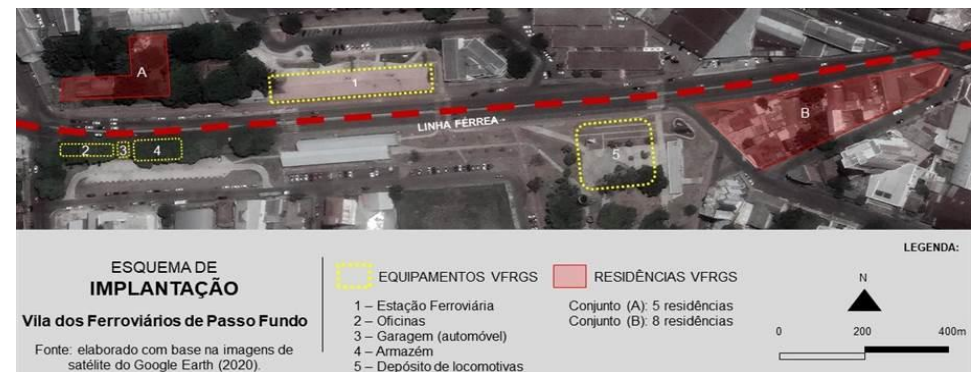 A
1
LINHA FÉRREA→
B
2
3
4
5
ESQUEMA DE
IMPLANTAÇÃO
Vila dos Ferroviários de Passo Fundo
Fonte: elaborado com base na imagens de
satélite do Google Earth (2020).
LEGENDA:
EQUIPAMENTOS VFRGS
1 – Estação Ferroviária
2 – Oficinas
3 – Garagem (automóvel)
4 – Armazém
5 – Depósito de locomotivas
RESIDÊNCIAS VFRGS
Conjunto (A): 5 residências
Conjunto (B): 8 residências
N
0 200 400m